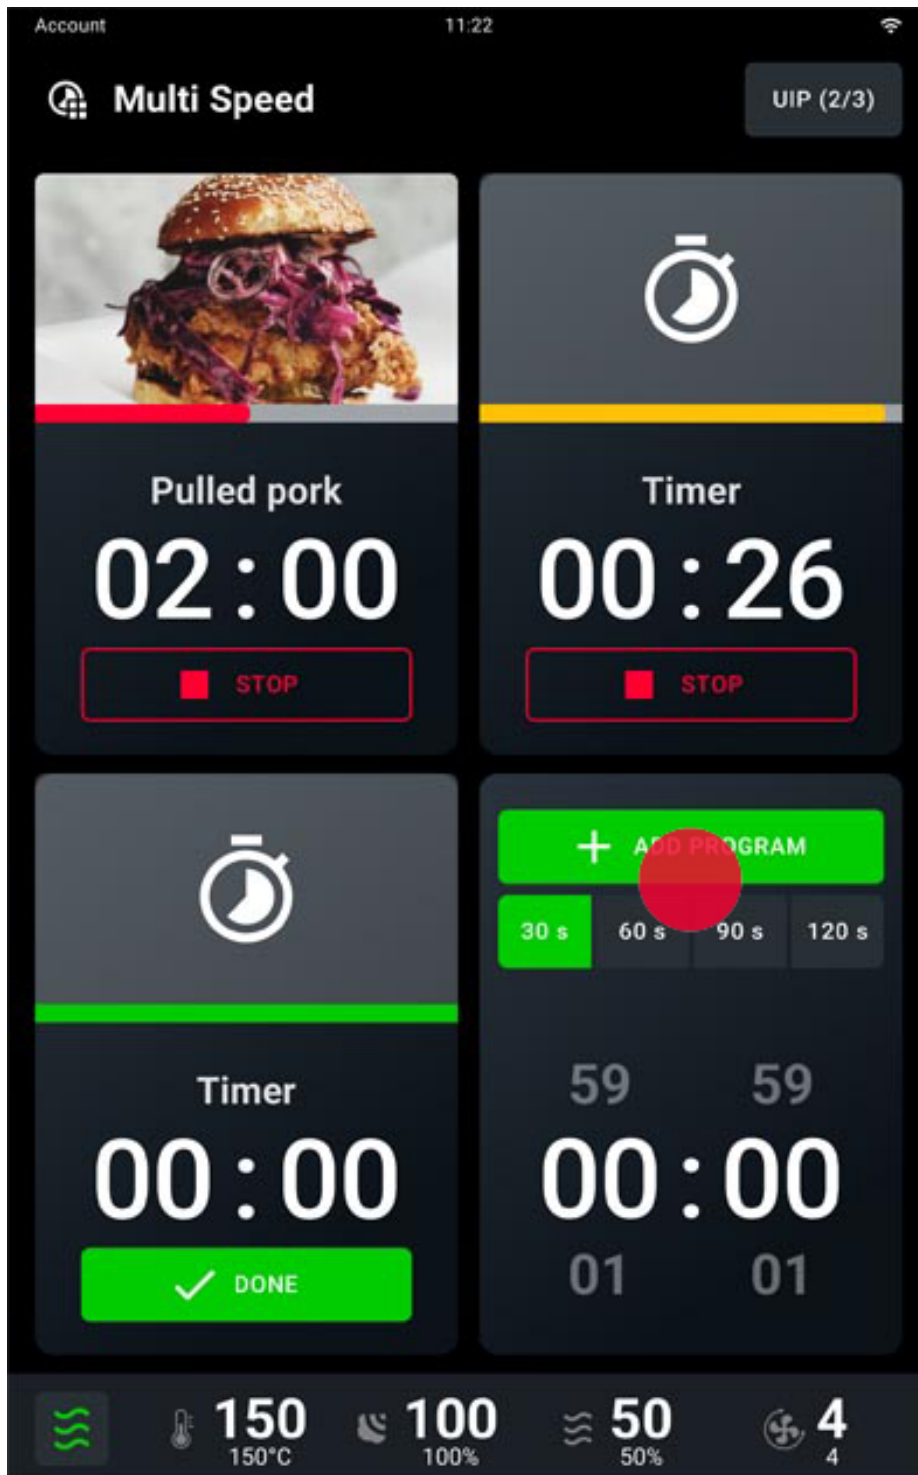 Account 11:22
Multi Speed UIP (2/3)
Pulled pork
02:00
STOP
Timer
00:26
STOP
Timer
00:00
DONE
ADD PROGRAM
30 s 60 s 90 s 120 s
59 59
00:00
01 01
150 100 50 4
150°C 100% 50% 4